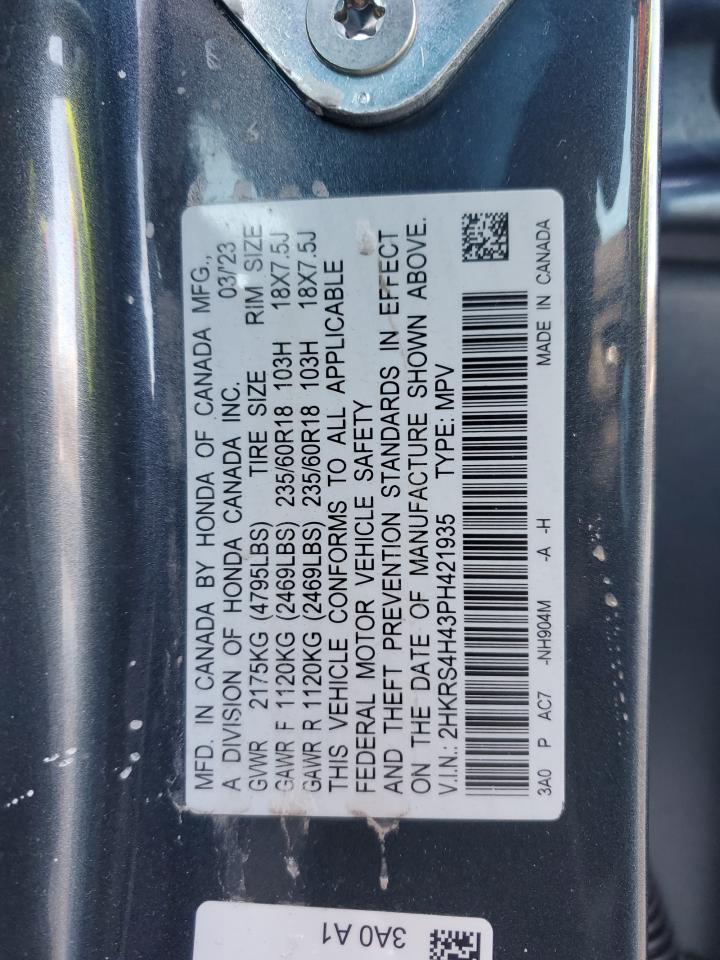 MFD. IN CANADA BY HONDA OF CANADA MFG.,
A DIVISION OF HONDA CANADA INC. 03/'23
GVWR 2175KG (4795LBS) TIRE SIZE RIM SIZE
GAWR F 1120KG (2469LBS) 235/60R18 103H 18X7.5J
GAWR R 1120KG (2469LBS) 235/60R18 103H 18X7.5J
THIS VEHICLE CONFORMS TO ALL APPLICABLE
FEDERAL MOTOR VEHICLE SAFETY
AND THEFT PREVENTION STANDARDS IN EFFECT
ON THE DATE OF MANUFACTURE SHOWN ABOVE.
V.I.N.: 2HKRS4H43PH421935 TYPE: MPV
3A0 P AC7 -NH904M -A -H MADE IN CANADA
3A0 A1